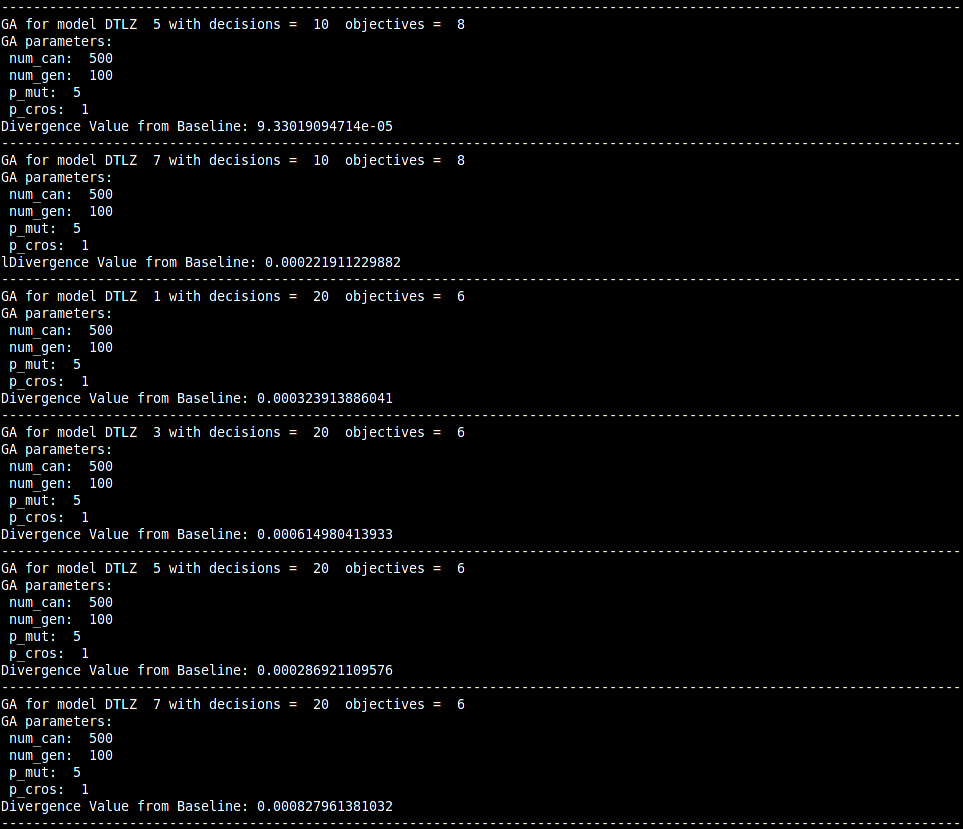 ------------------------------------------------------------------------------------------------------------------------
GA for model DTLZ  5 with decisions =  10  objectives =  8
GA parameters:
 num_can:  500
 num_gen:  100
 p_mut:  5
 p_cros:  1
Divergence Value from Baseline: 9.33019094714e-05
------------------------------------------------------------------------------------------------------------------------
GA for model DTLZ  7 with decisions =  10  objectives =  8
GA parameters:
 num_can:  500
 num_gen:  100
 p_mut:  5
 p_cros:  1
lDivergence Value from Baseline: 0.000221911229882
------------------------------------------------------------------------------------------------------------------------
GA for model DTLZ  1 with decisions =  20  objectives =  6
GA parameters:
 num_can:  500
 num_gen:  100
 p_mut:  5
 p_cros:  1
Divergence Value from Baseline: 0.000323913886041
------------------------------------------------------------------------------------------------------------------------
GA for model DTLZ  3 with decisions =  20  objectives =  6
GA parameters:
 num_can:  500
 num_gen:  100
 p_mut:  5
 p_cros:  1
Divergence Value from Baseline: 0.000614980413933
------------------------------------------------------------------------------------------------------------------------
GA for model DTLZ  5 with decisions =  20  objectives =  6
GA parameters:
 num_can:  500
 num_gen:  100
 p_mut:  5
 p_cros:  1
Divergence Value from Baseline: 0.000286921109576
------------------------------------------------------------------------------------------------------------------------
GA for model DTLZ  7 with decisions =  20  objectives =  6
GA parameters:
 num_can:  500
 num_gen:  100
 p_mut:  5
 p_cros:  1
Divergence Value from Baseline: 0.000827961381032
------------------------------------------------------------------------------------------------------------------------